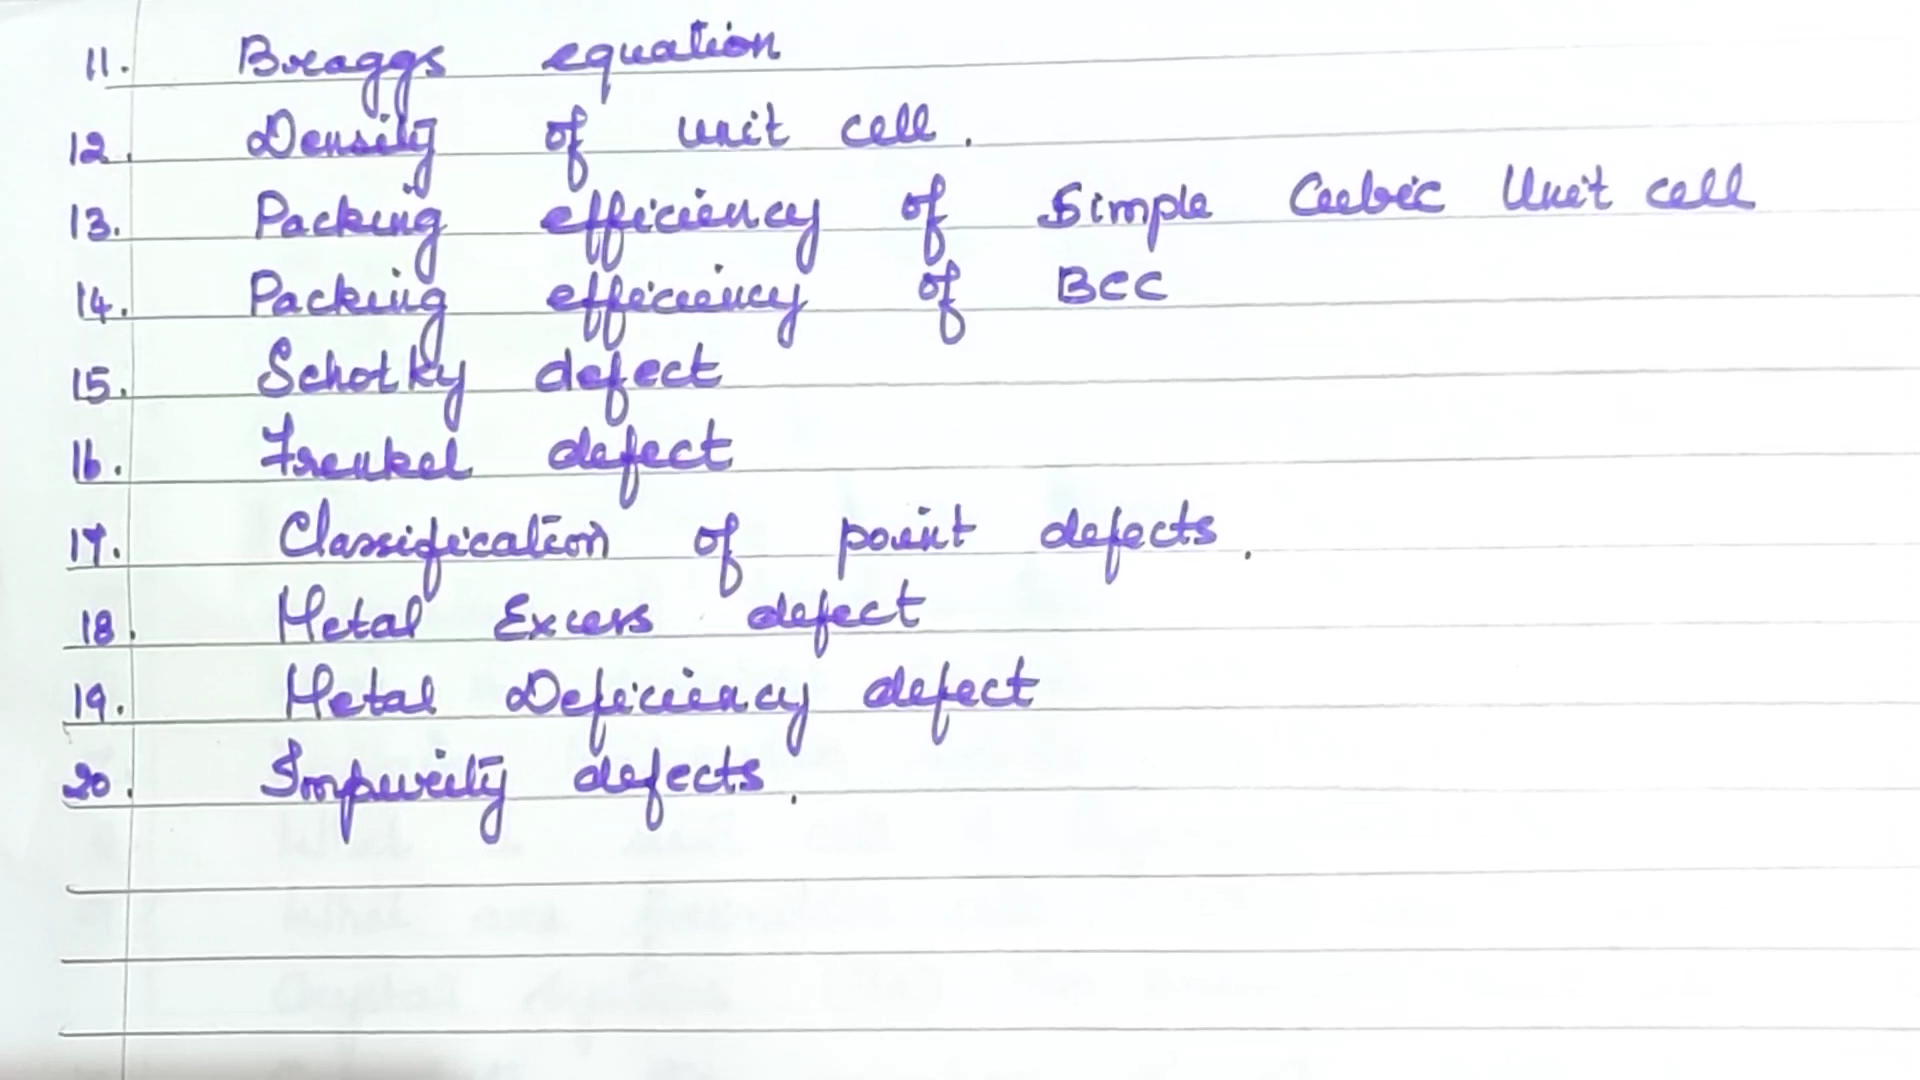 11. Braggs equation
12. Density of unit cell.
13. Packing efficiency of Simple Cubic Unit cell
14. Packing efficiency of BCC
15. Schotky defect
16. Frenkel defect
17. Classification of point defects.
18. Metal Excess defect
19. Metal Deficiency defect
20. Impurity defects.